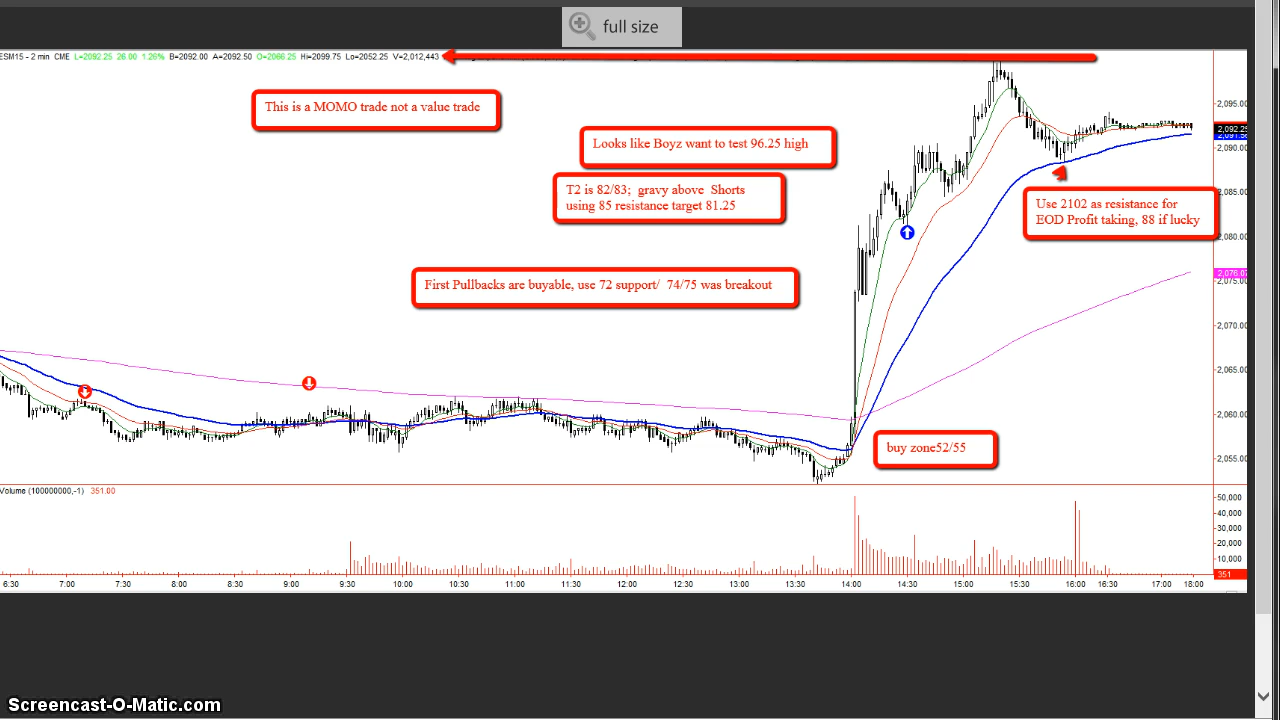 full size
ESM15 - 2 min CME L=2092.25 26.00 1.26% B=2092.00 A=2092.50 O=2066.25 Hi=2099.75 Lo=2052.25 V=2,012,443
This is a MOMO trade not a value trade
Looks like Boyz want to test 96.25 high
T2 is 82/83; gravy above Shorts
using 85 resistance target 81.25
Use 2102 as resistance for
EOD Profit taking, 88 if lucky
First Pullbacks are buyable, use 72 support/ 74/75 was breakout
buy zone52/55
2,095.00
2,092.25
2,090.00
2,085.00
2,080.00
2,076.07
2,075.00
2,070.00
2,065.00
2,060.00
2,055.00
Volume (100000000,-1) 351.00
50,000
40,000
30,000
20,000
10,000
351
6:30 7:00 7:30 8:00 8:30 9:00 9:30 10:00 10:30 11:00 11:30 12:00 12:30 13:00 13:30 14:00 14:30 15:00 15:30 16:00 16:30 17:00 18:00
Screencast-O-Matic.com